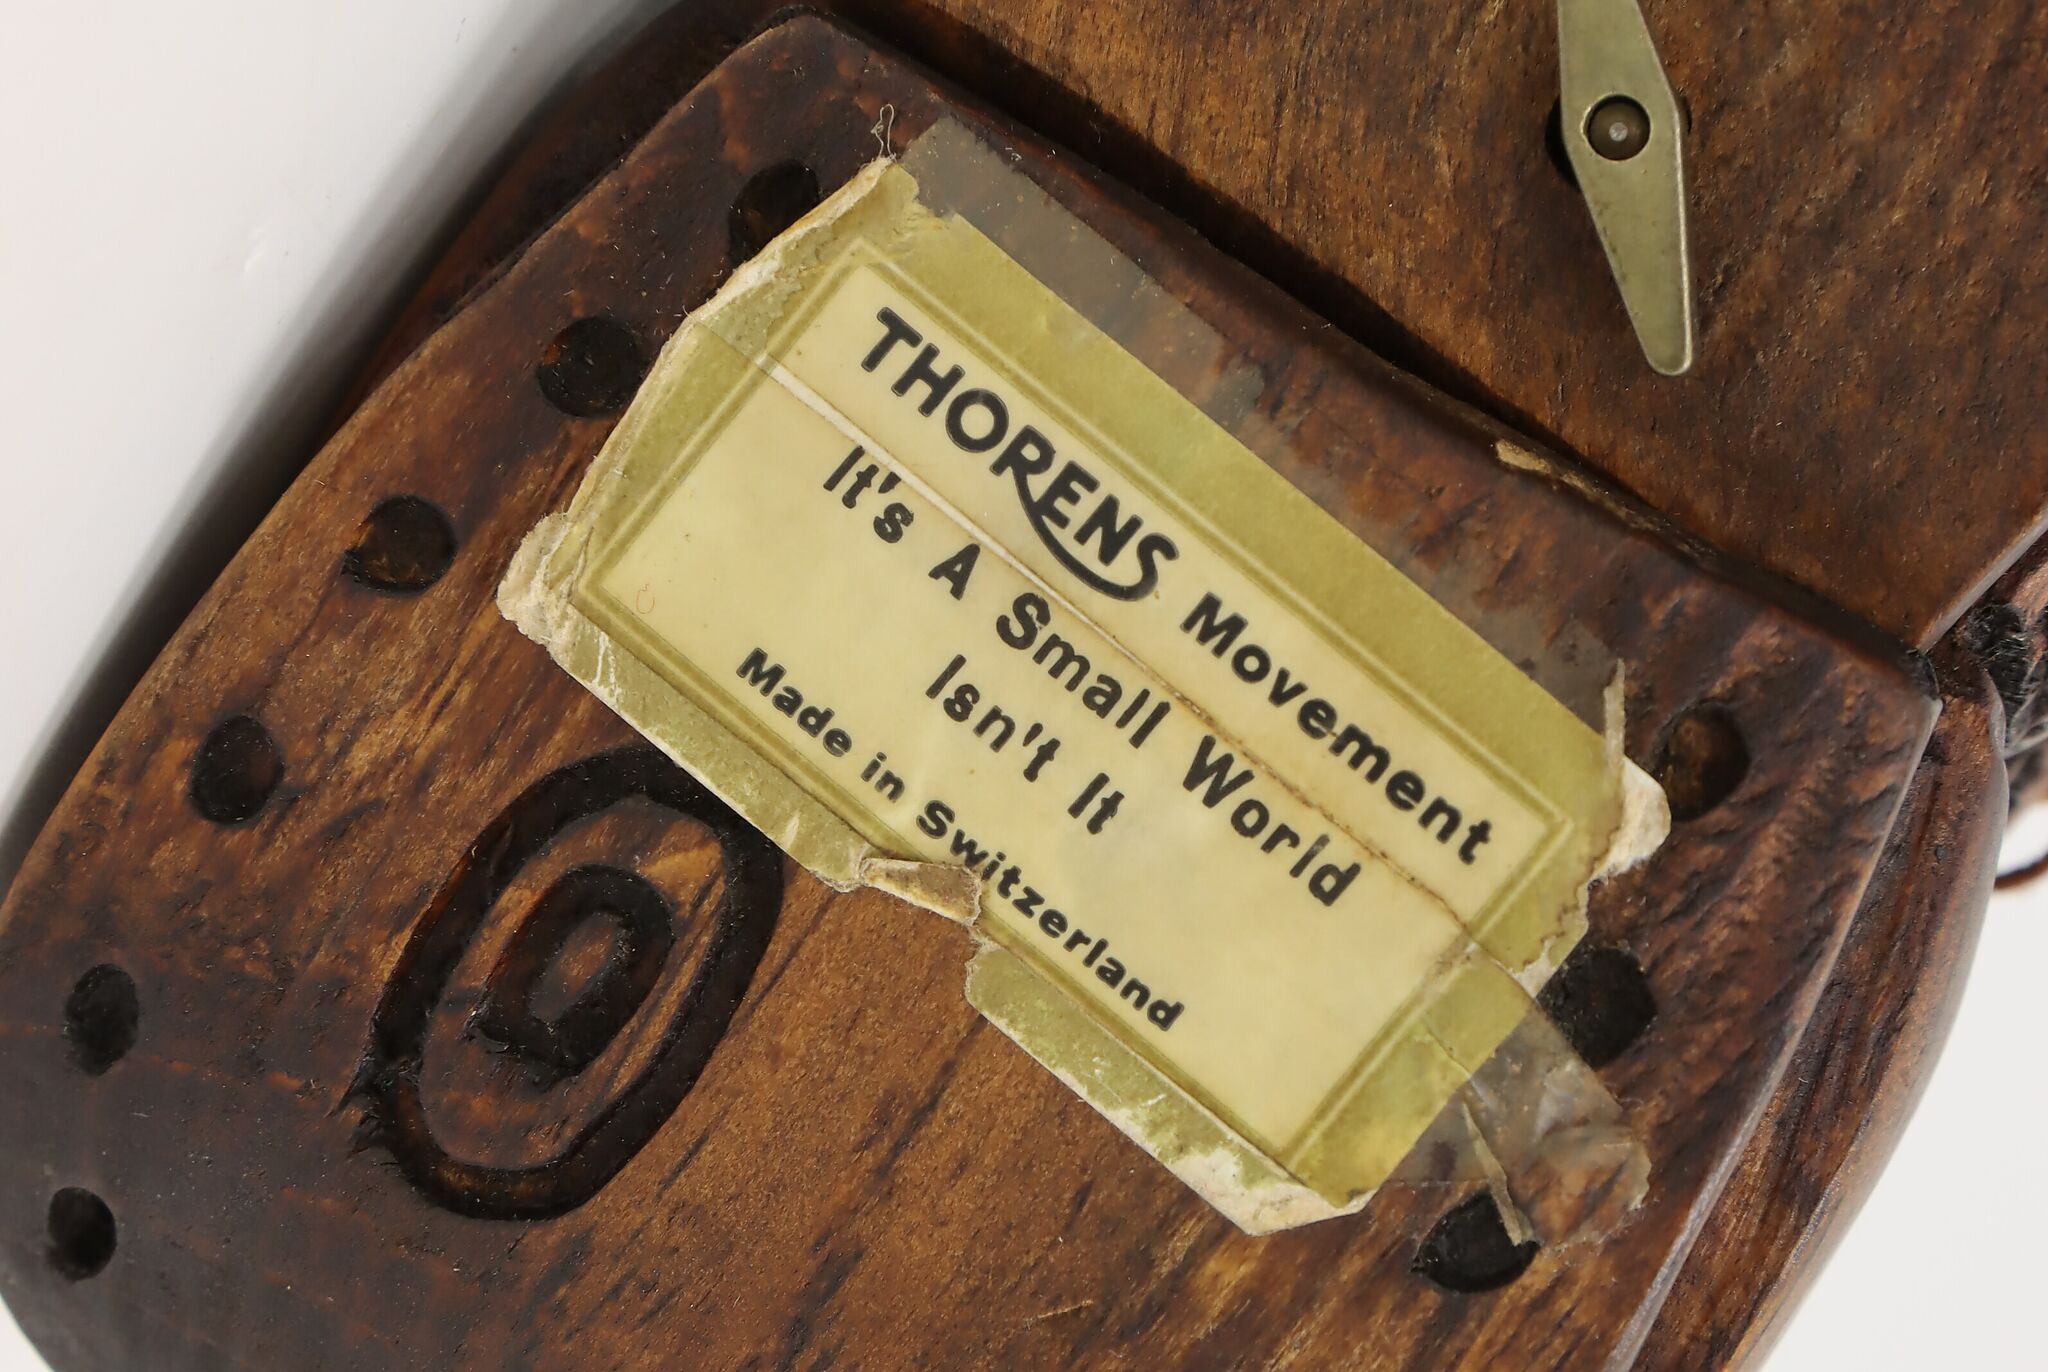 THORENS Movement
It's A Small World
Isn't It
Made in Switzerland